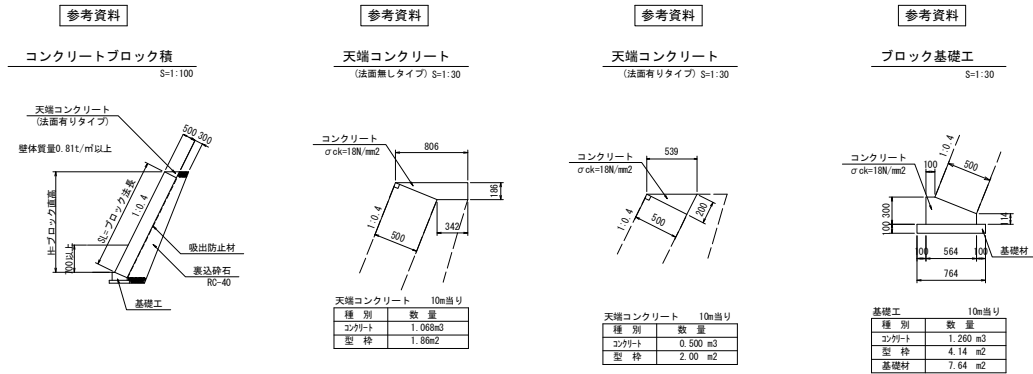 参考資料
コンクリートブロック積
S=1:100
天端コンクリート
(法面有りタイプ)
壁体質量0.81t/㎡以上
500
300
H=ブロック直高
SL=ブロック法長
1:0.4
700以上
吸出防止材
裏込砕石
RC-40
基礎工
参考資料
天端コンクリート
(法面無しタイプ) S=1:30
コンクリート
σck=18N/mm2
806
186
342
1:0.4
500
天端コンクリート 10m当り
種 別 数 量
コンクリート 1.068m3
型 枠 1.86m2
参考資料
天端コンクリート
(法面有りタイプ) S=1:30
コンクリート
σck=18N/mm2
539
200
1:0.4
500
天端コンクリート 10m当り
種 別 数 量
コンクリート 0.500 m3
型 枠 2.00 m2
参考資料
ブロック基礎工
S=1:30
コンクリート
σck=18N/mm2
1:0.4
100
500
300
100
114
基礎材
100 564 100
764
基礎工 10m当り
種 別 数 量
コンクリート 1.260 m3
型 枠 4.14 m2
基礎材 7.64 m2